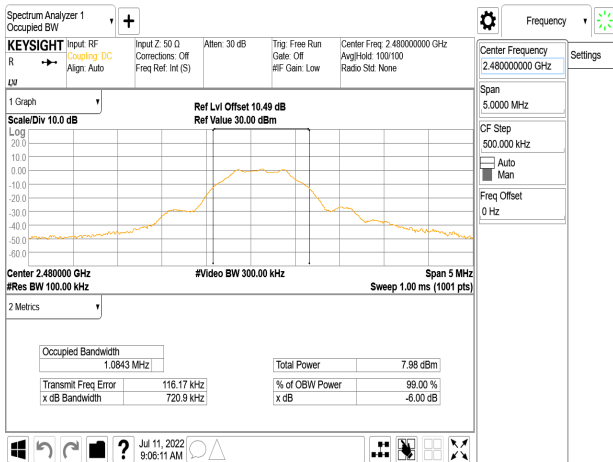 Spectrum Analyzer 1
Occupied BW
Frequency
KEYSIGHT
R
Input: RF
Coupling: DC
Align: Auto
Input Z: 50 Ω
Corrections: Off
Freq Ref: Int (S)
Atten: 30 dB
Trig: Free Run
Gate: Off
#IF Gain: Low
Center Freq: 2.480000000 GHz
Avg|Hold: 100/100
Radio Std: None
Center Frequency
2.480000000 GHz
Settings
Span
5.0000 MHz
CF Step
500.000 kHz
Auto
Man
Freq Offset
0 Hz
1 Graph
Ref Lvl Offset 10.49 dB
Scale/Div 10.0 dB
Ref Value 30.00 dBm
Log
20.0
10.0
0.00
-10.0
-20.0
-30.0
-40.0
-50.0
-60.0
Center 2.480000 GHz
#Video BW 300.00 kHz
Span 5 MHz
#Res BW 100.00 kHz
Sweep 1.00 ms (1001 pts)
2 Metrics
Occupied Bandwidth
1.0843 MHz
Total Power 7.98 dBm
Transmit Freq Error 116.17 kHz
% of OBW Power 99.00 %
x dB Bandwidth 720.9 kHz
x dB -6.00 dB
?
Jul 11, 2022
9:06:11 AM